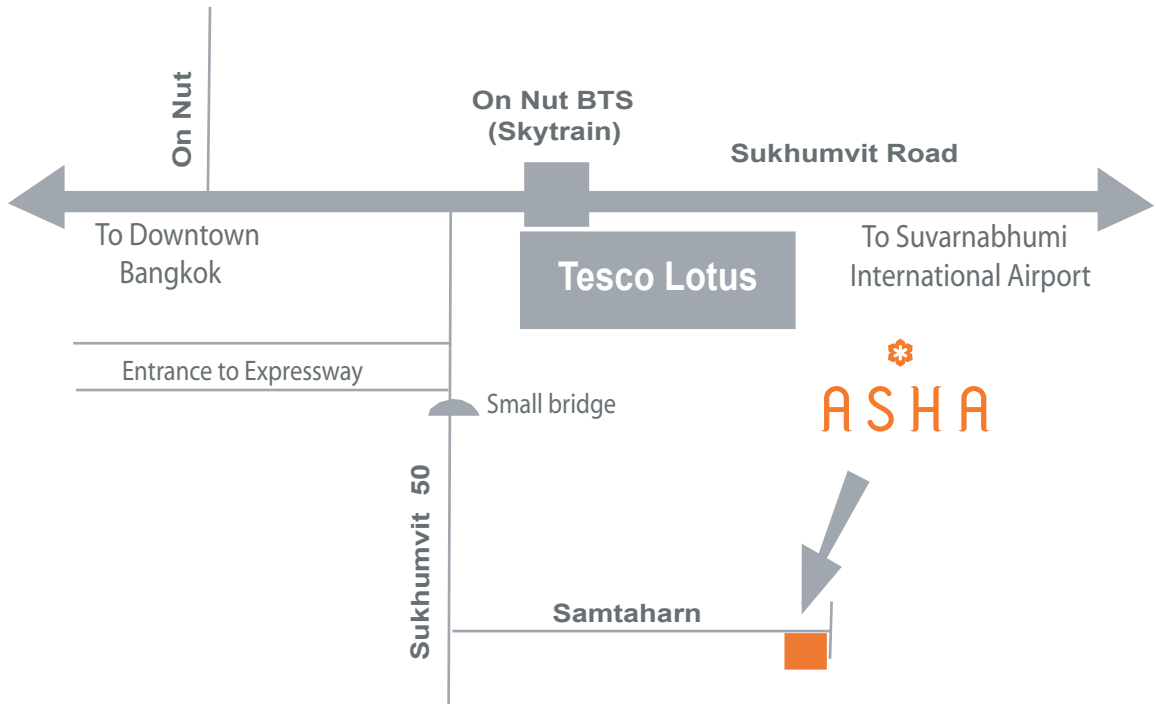 On Nut
On Nut BTS
(Skytrain)
Sukhumvit Road
To Downtown
Bangkok
Tesco Lotus
To Suvarnabhumi
International Airport
Entrance to Expressway
Small bridge
ASHA
Sukhumvit 50
Samtaharn